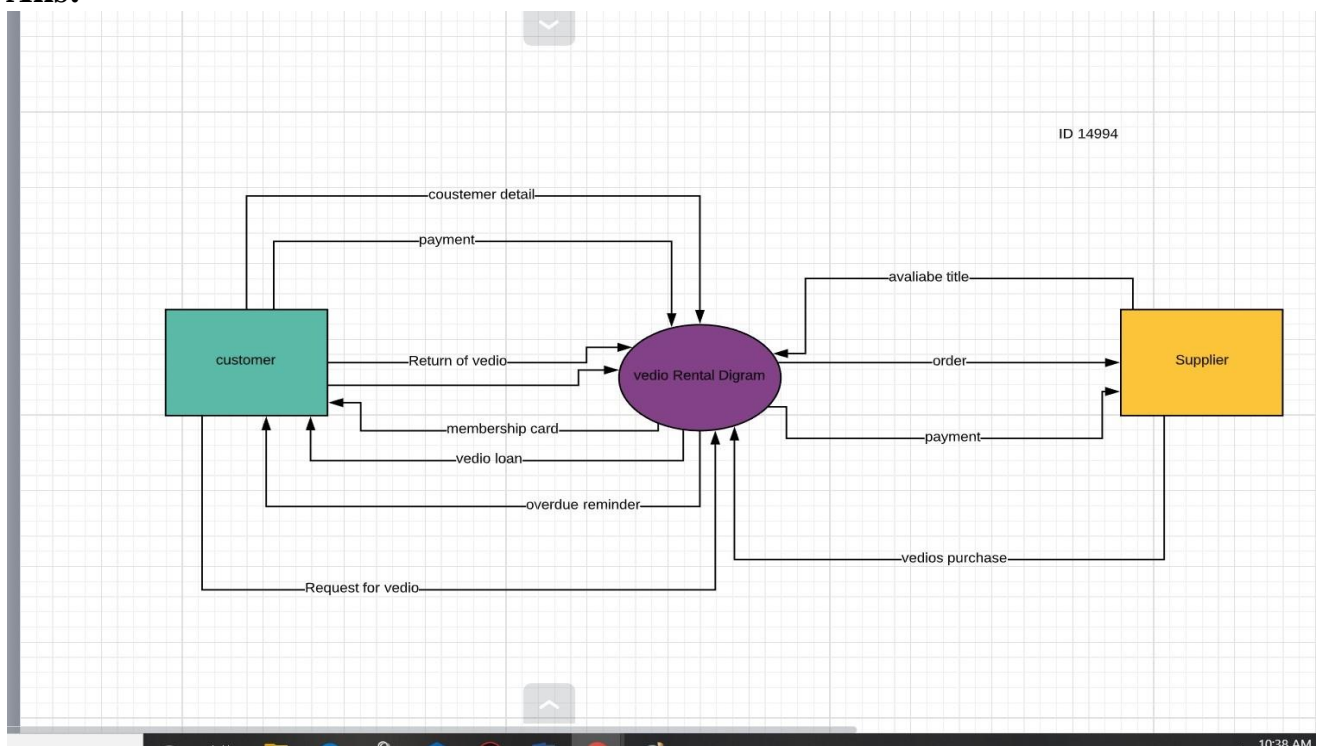 Ans:
ID 14994
coustemer detail
payment
avaliabe title
customer
Return of vedio
vedio Rental Digram
order
Supplier
membership card
payment
vedio loan
overdue reminder
vedios purchase
Request for vedio
10:38 AM